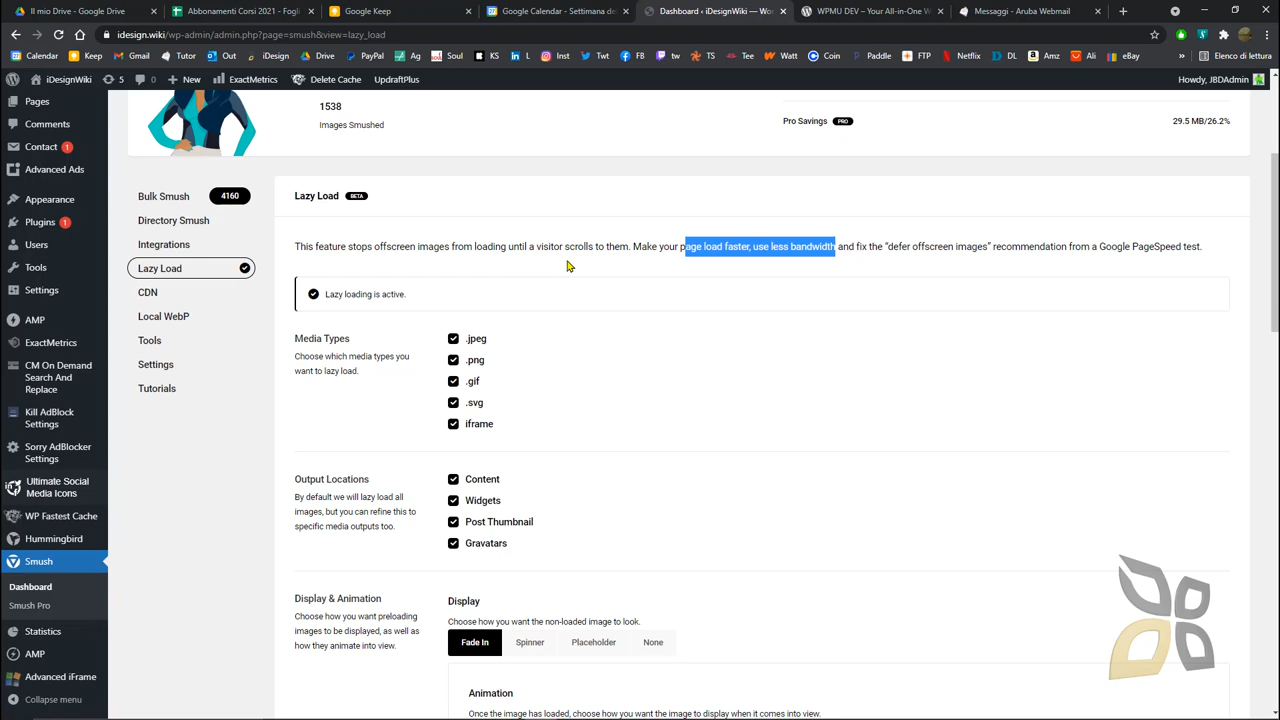 Il mio Drive - Google Drive
Abbonamenti Corsi 2021 - Fogli
Google Keep
Google Calendar - Settimana de
Dashboard ‹ iDesignWiki — Wo
WPMU DEV – Your All-in-One W
Messaggi - Aruba Webmail
idesign.wiki/wp-admin/admin.php?page=smush&view=lazy_load
Calendar
Keep
Gmail
Tutor
Out
Drive
PayPal
Ag
Soul
KS
LinkD
Inst
Twt
FB
tw
TS
Tee
Watt
Paddle
FTP
Netflix
DL
Amz
Ali
eBay
Elenco di lettura
iDesignWiki
5
0
New
ExactMetrics
Delete Cache
UpdraftPlus
Howdy, JBDAdmin
Pages
Comments
Contact 1
Advanced Ads
Appearance
Plugins 1
Users
Tools
Settings
AMP
ExactMetrics
CM On Demand
Search And
Replace
Kill AdBlock
Settings
Sorry AdBlocker
Settings
Ultimate Social
Media Icons
WP Fastest Cache
Hummingbird
Smush
Dashboard
Smush Pro
Statistics
AMP
Advanced iFrame
Collapse menu
1538
Images Smushed
Pro Savings PRO
29.5 MB/26.2%
Bulk Smush 4160
Directory Smush
Integrations
Lazy Load
CDN
Local WebP
Tools
Settings
Tutorials
Lazy Load BETA
This feature stops offscreen images from loading until a visitor scrolls to them. Make your page load faster, use less bandwidth and fix the “defer offscreen images” recommendation from a Google PageSpeed test.
Lazy loading is active.
Media Types
Choose which media types you
want to lazy load.
.jpeg
.png
.gif
.svg
iframe
Output Locations
By default we will lazy load all
images, but you can refine this to
specific media outputs too.
Content
Widgets
Post Thumbnail
Gravatars
Display & Animation
Choose how you want preloading
images to be displayed, as well as
how they animate into view.
Display
Choose how you want the non-loaded image to look.
Fade In
Spinner
Placeholder
None
Animation
Once the image has loaded, choose how you want the image to display when it comes into view.